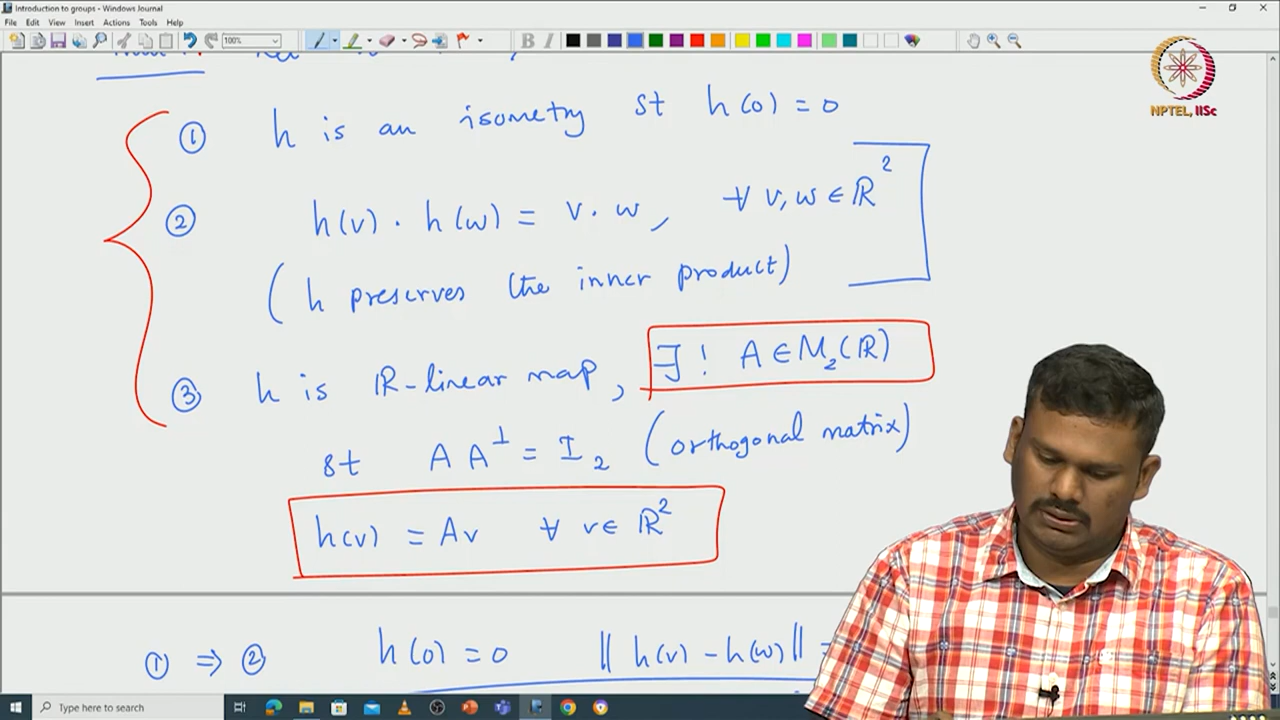 Introduction to groups - Windows Journal
File Edit View Insert Actions Tools Help
100%
B I
NPTEL, IISc
① h is an isometry st h(0) = 0
② h(v) · h(w) = v · w, ∀ v, w ∈ ℝ²
(h preserves the inner product)
③ h is ℝ-linear map, ∃! A ∈ M₂(ℝ)
st A A^⊥ = I₂ (orthogonal matrix)
h(v) = Av ∀ v ∈ ℝ²
① ⇒ ② h(0) = 0 ‖ h(v) - h(w) ‖ =
Type here to search